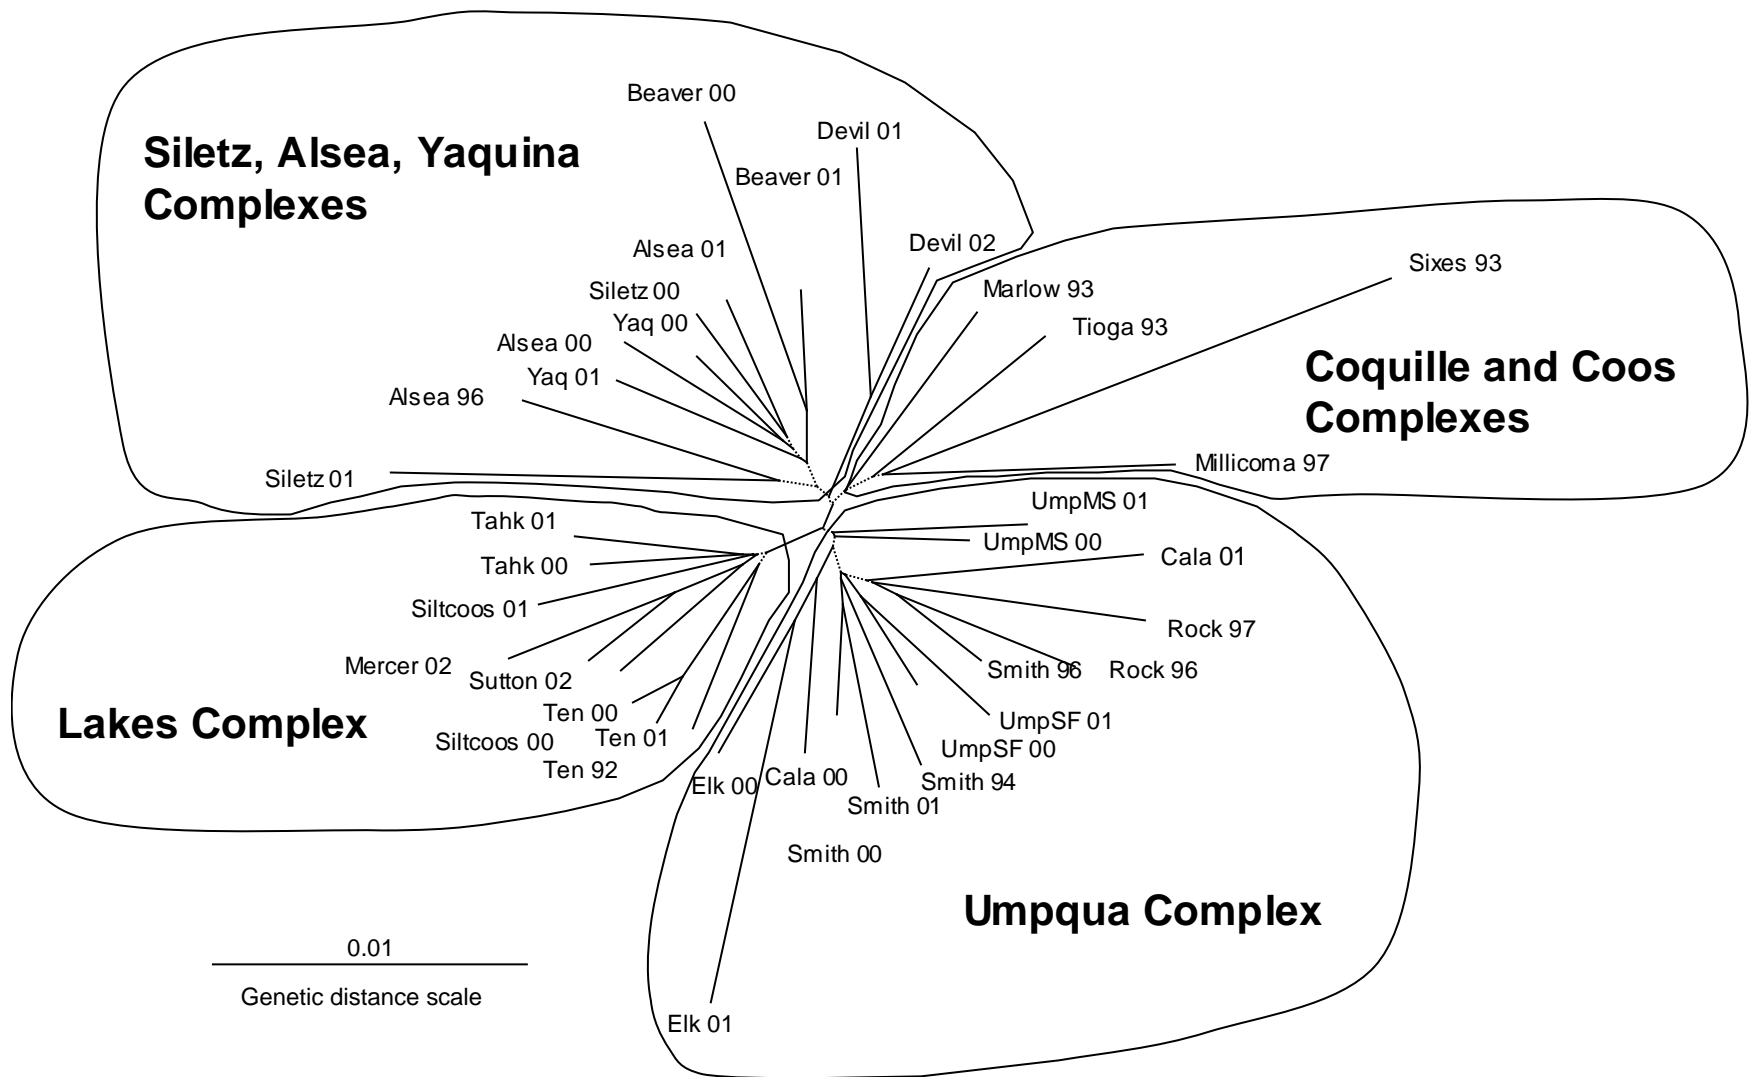 Beaver 00
Devil 01
Siletz, Alsea, Yaquina
Complexes
Beaver 01
Alsea 01
Devil 02
Siletz 00
Yaq 00
Alsea 00
Yaq 01
Alsea 96
Siletz 01
Marlow 93
Tioga 93
Sixes 93
Coquille and Coos
Complexes
Millicoma 97
Tahk 01
Tahk 00
Siltcoos 01
Mercer 02
Sutton 02
Ten 00
Siltcoos 00
Ten 01
Ten 92
Lakes Complex
UmpMS 01
UmpMS 00
Cala 01
Rock 97
Smith 96
Rock 96
UmpSF 01
UmpSF 00
Smith 94
Smith 01
Cala 00
Elk 00
Smith 00
Umpqua Complex
Elk 01
0.01
Genetic distance scale